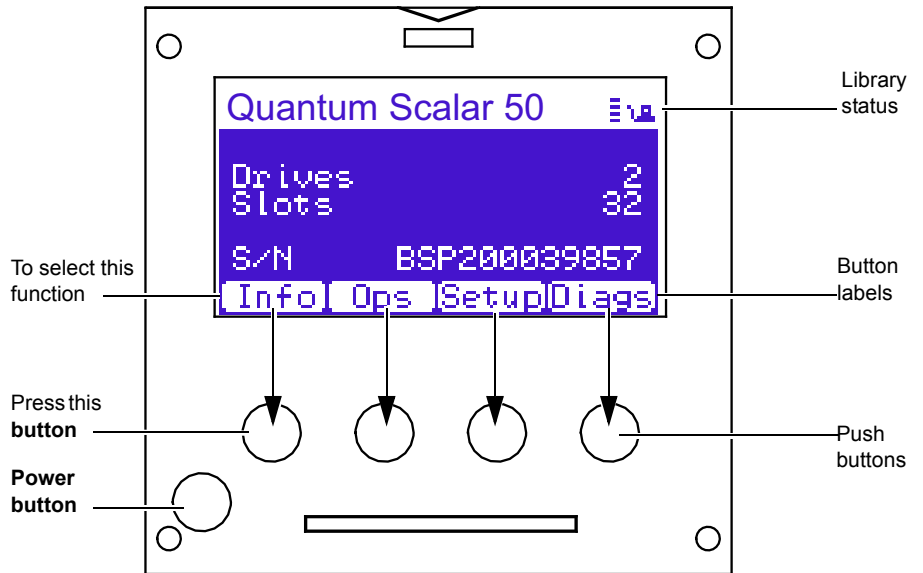 Quantum Scalar 50
Library
status
Drives 2
Slots 32
S/N BSP200039857
To select this
function
Info Ops Setup Diags
Button
labels
Press this
button
Push
buttons
Power
button